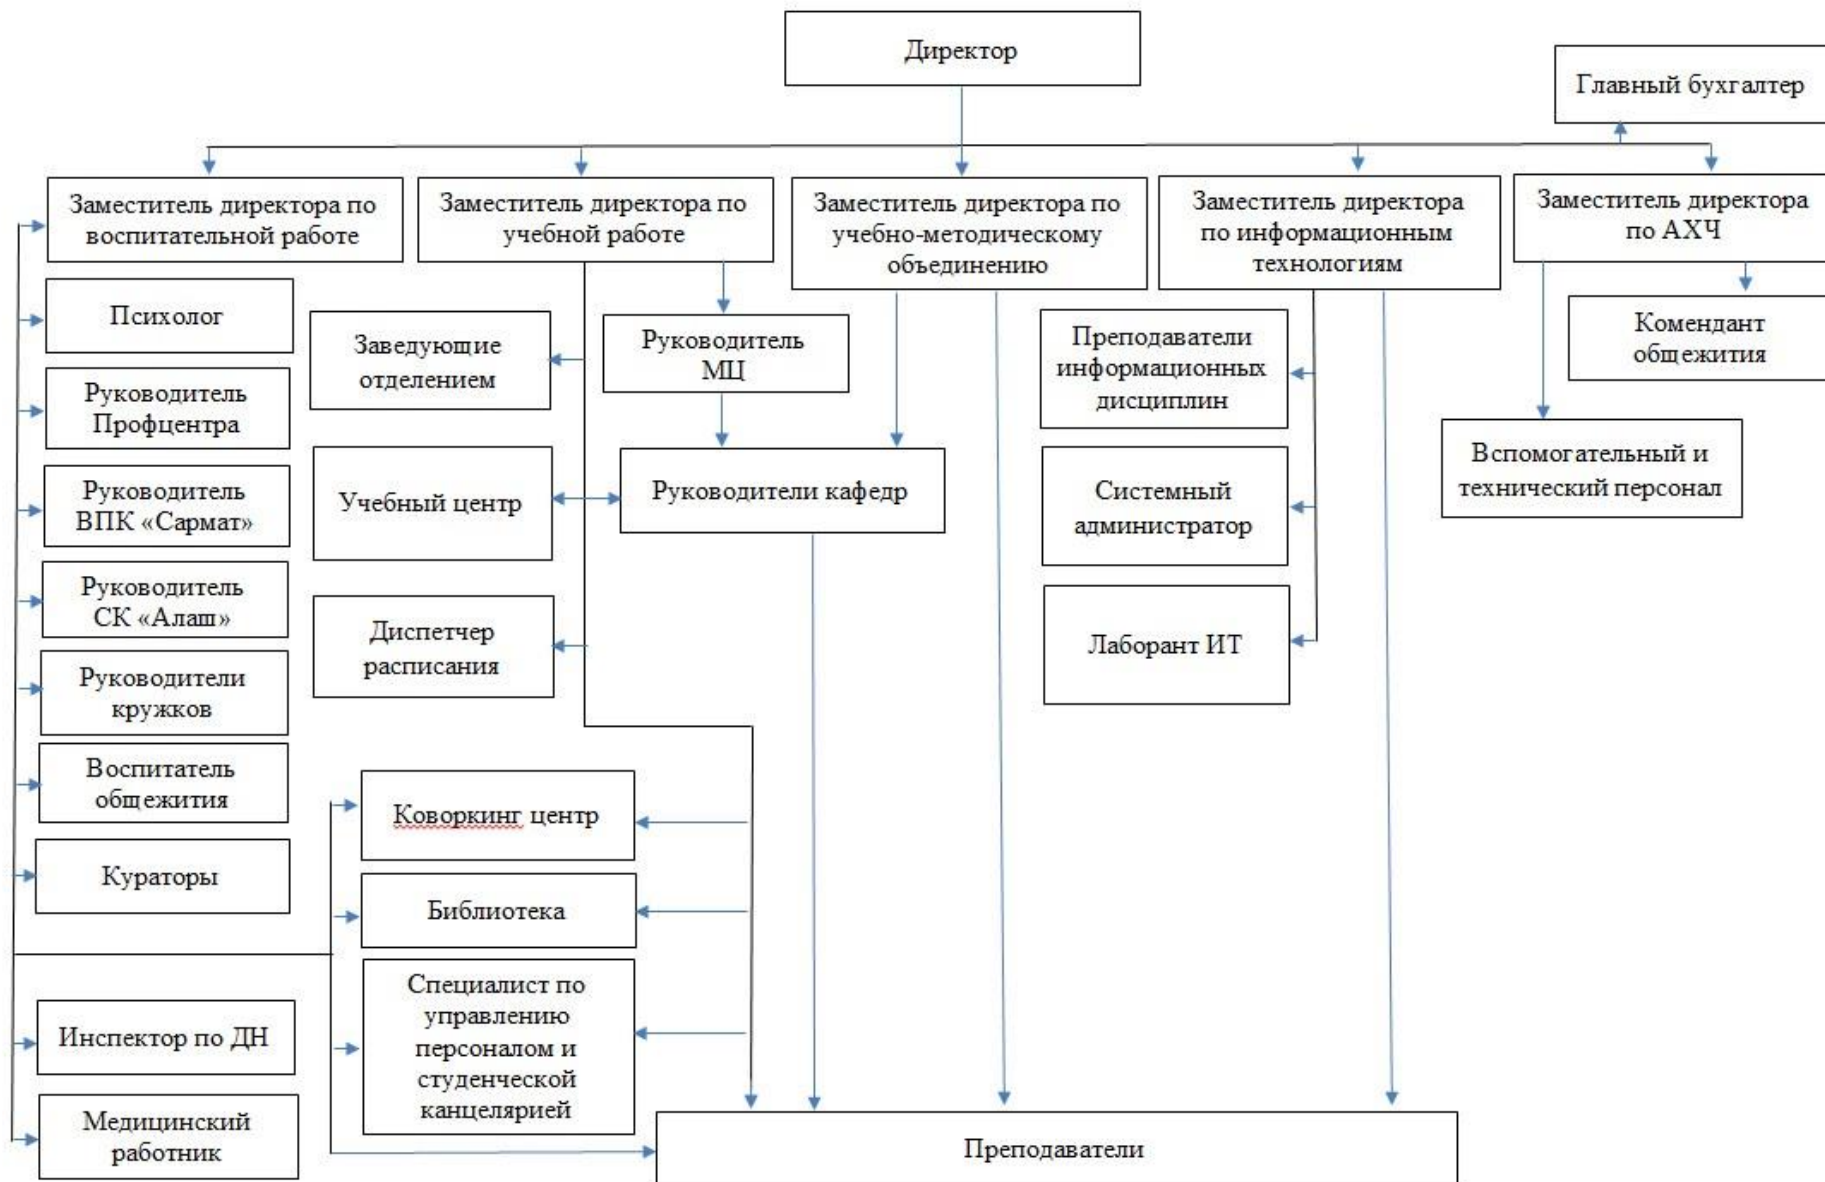 Директор
Главный бухгалтер
Заместитель директора по
воспитательной работе
Заместитель директора по
учебной работе
Заместитель директора по
учебно-методическому
объединению
Заместитель директора
по информационным
технологиям
Заместитель директора
по АХЧ
Психолог
Руководитель
Профцентра
Руководитель
ВПК «Сармат»
Руководитель
СК «Алаш»
Руководители
кружков
Воспитатель
общежития
Кураторы
Инспектор по ДН
Медицинский
работник
Заведующие
отделением
Учебный центр
Диспетчер
расписания
Руководитель
МЦ
Руководители кафедр
Коворкинг центр
Библиотека
Специалист по
управлению
персоналом и
студенческой
канцелярией
Преподаватели
информационных
дисциплин
Системный
администратор
Лаборант ИТ
Комендант
общежития
Вспомогательный и
технический персонал
Преподаватели